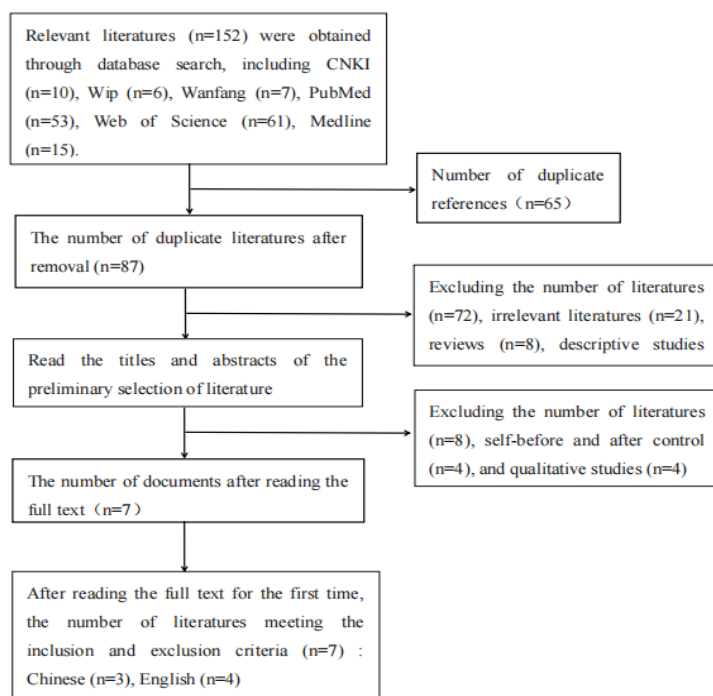 Relevant literatures (n=152) were obtained
through database search, including CNKI
(n=10), Wip (n=6), Wanfang (n=7), PubMed
(n=53), Web of Science (n=61), Medline
(n=15).
Number of duplicate
references（n=65）
The number of duplicate literatures after
removal (n=87)
Excluding the number of literatures
(n=72), irrelevant literatures (n=21),
reviews (n=8), descriptive studies
Read the titles and abstracts of the
preliminary selection of literature
Excluding the number of literatures
(n=8), self-before and after control
(n=4), and qualitative studies (n=4)
The number of documents after reading the
full text（n=7）
After reading the full text for the first time,
the number of literatures meeting the
inclusion and exclusion criteria (n=7) :
Chinese (n=3), English (n=4)